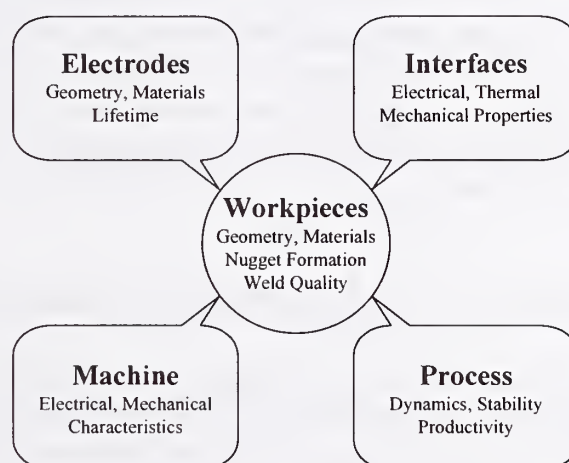 Electrodes
Geometry, Materials
Lifetime
Interfaces
Electrical, Thermal
Mechanical Properties
Workpieces
Geometry, Materials
Nugget Formation
Weld Quality
Machine
Electrical, Mechanical
Characteristics
Process
Dynamics, Stability
Productivity